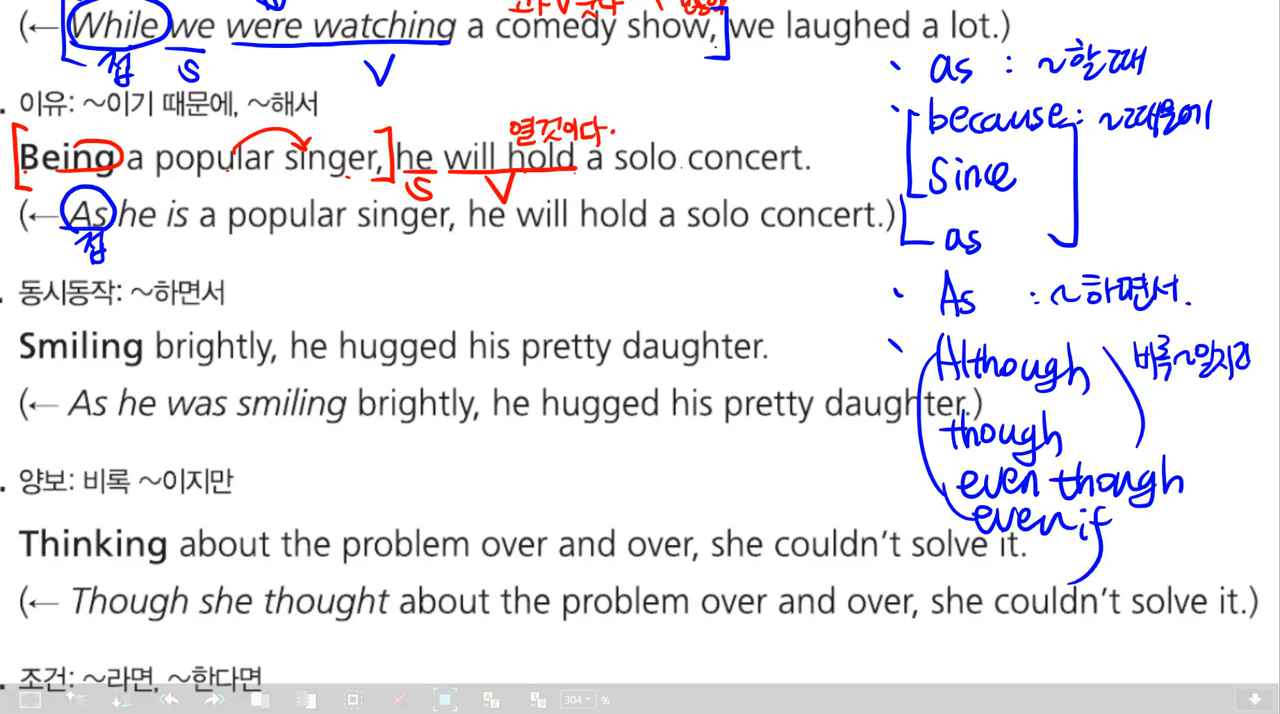 (← While we were watching a comedy show, we laughed a lot.)
접 S V
as : ~할때
. 이유: ~이기 때문에, ~해서
because : ~때문에
열것이다.
Being a popular singer, he will hold a solo concert.
S V
since
(← As he is a popular singer, he will hold a solo concert.)
접
as
. 동시동작: ~하면서
As : ~하면서.
Smiling brightly, he hugged his pretty daughter.
Although 비록~일지라
(← As he was smiling brightly, he hugged his pretty daughter.)
though
. 양보: 비록 ~이지만
even though
even if
Thinking about the problem over and over, she couldn't solve it.
(← Though she thought about the problem over and over, she couldn't solve it.)
. 조건: ~라면, ~한다면
304 %